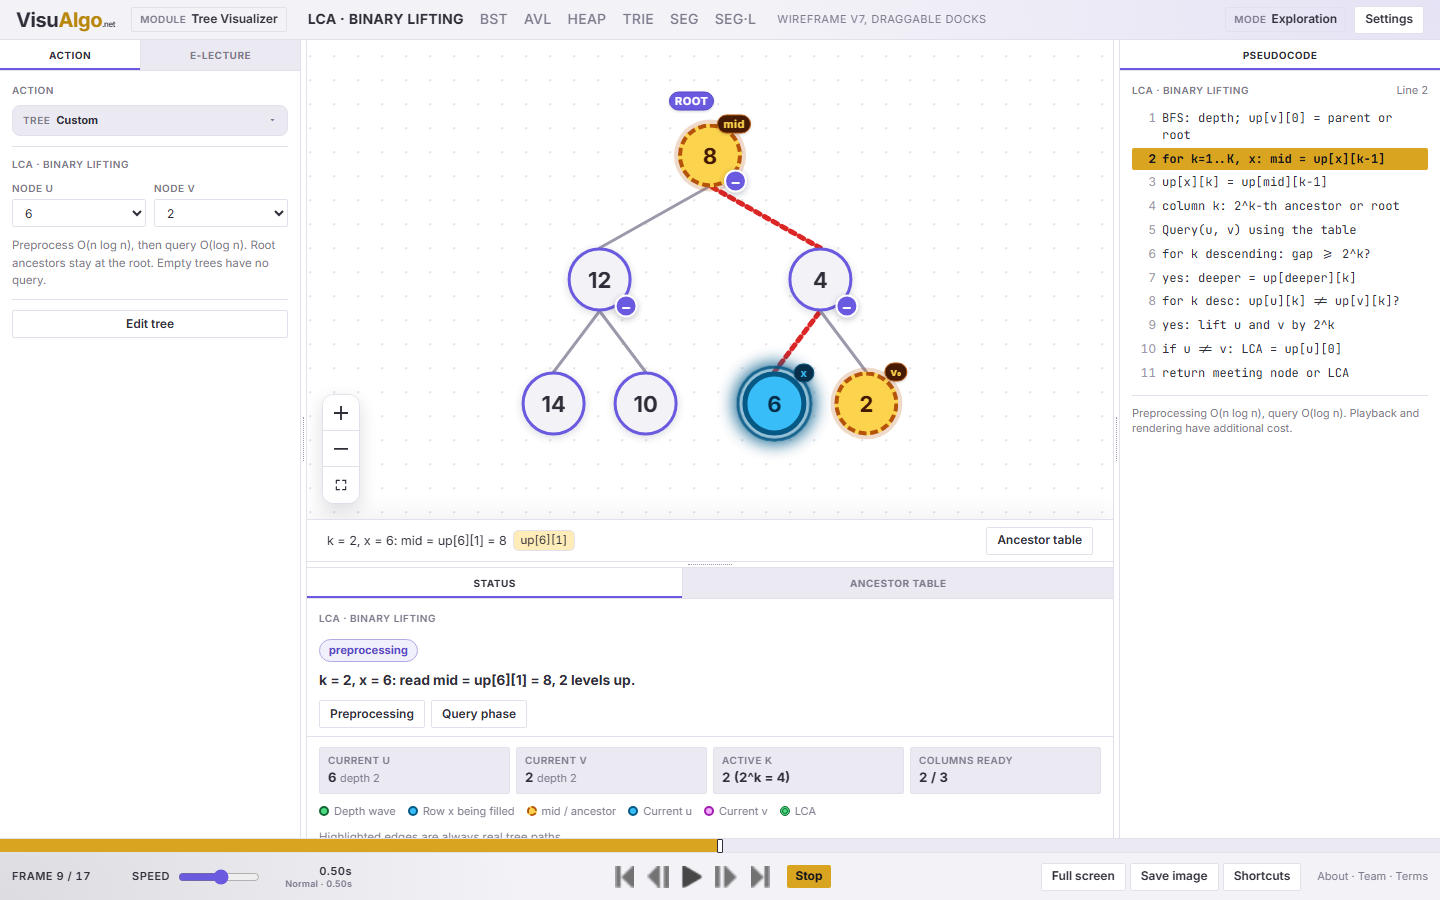 VisuAlgo.net
MODULE Tree Visualizer
LCA · BINARY LIFTING BST AVL HEAP TRIE SEG SEG·L WIREFRAME V7, DRAGGABLE DOCKS
MODE Exploration
Settings
ACTION
E-LECTURE
ACTION
TREE Custom
LCA · BINARY LIFTING
NODE U
NODE V
6
2
Preprocess O(n log n), then query O(log n). Root
ancestors stay at the root. Empty trees have no
query.
Edit tree
ROOT
mid
8
12
4
14
10
x
6
v₀
2
k = 2, x = 6: mid = up[6][1] = 8 up[6][1]
Ancestor table
STATUS
ANCESTOR TABLE
LCA · BINARY LIFTING
preprocessing
k = 2, x = 6: read mid = up[6][1] = 8, 2 levels up.
Preprocessing
Query phase
CURRENT U
6 depth 2
CURRENT V
2 depth 2
ACTIVE K
2 (2^k = 4)
COLUMNS READY
2 / 3
Depth wave
Row x being filled
mid / ancestor
Current u
Current v
LCA
Highlighted edges are always real tree paths
PSEUDOCODE
LCA · BINARY LIFTING Line 2
1 BFS: depth; up[v][0] = parent or
root
2 for k=1..K, x: mid = up[x][k-1]
3 up[x][k] = up[mid][k-1]
4 column k: 2^k-th ancestor or root
5 Query(u, v) using the table
6 for k descending: gap ⩾ 2^k?
7 yes: deeper = up[deeper][k]
8 for k desc: up[u][k] ≠ up[v][k]?
9 yes: lift u and v by 2^k
10 if u ≠ v: LCA = up[u][0]
11 return meeting node or LCA
Preprocessing O(n log n), query O(log n). Playback and
rendering have additional cost.
FRAME 9 / 17
SPEED
0.50s
Normal · 0.50s
Stop
Full screen
Save image
Shortcuts
About · Team · Terms